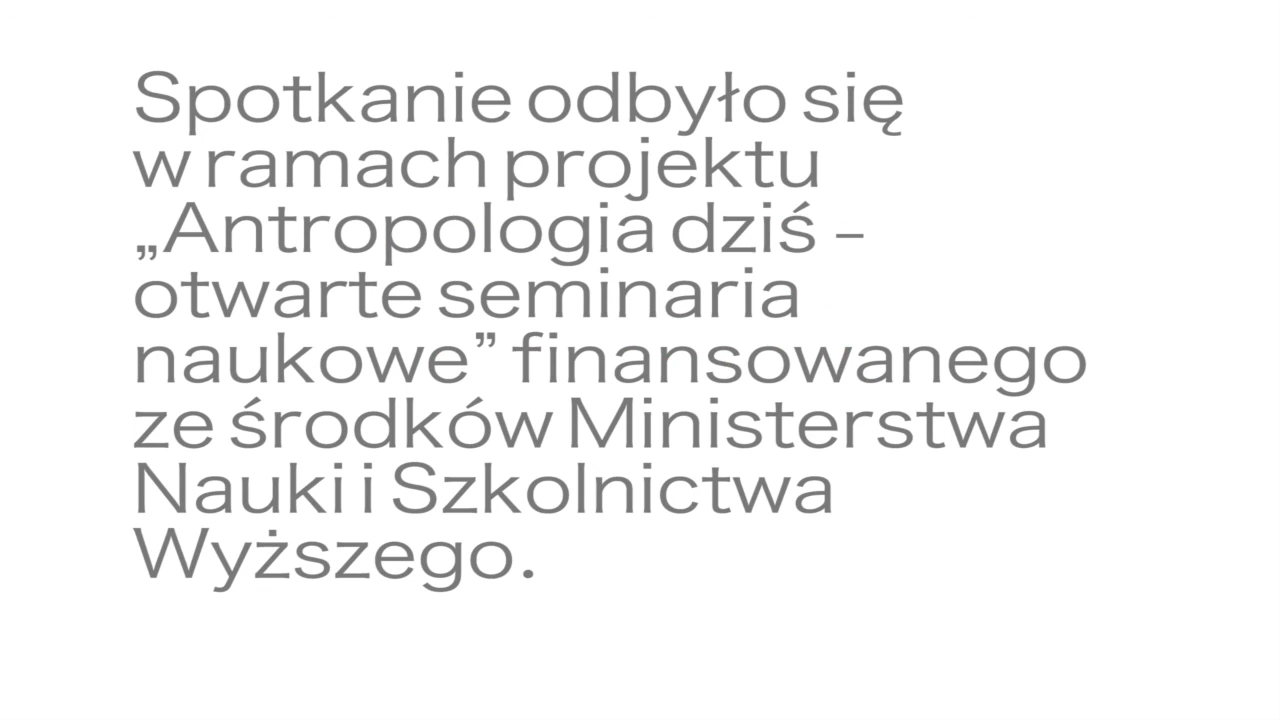 Spotkanie odbyło się
w ramach projektu
„Antropologia dziś –
otwarte seminaria
naukowe” finansowanego
ze środków Ministerstwa
Nauki i Szkolnictwa
Wyższego.